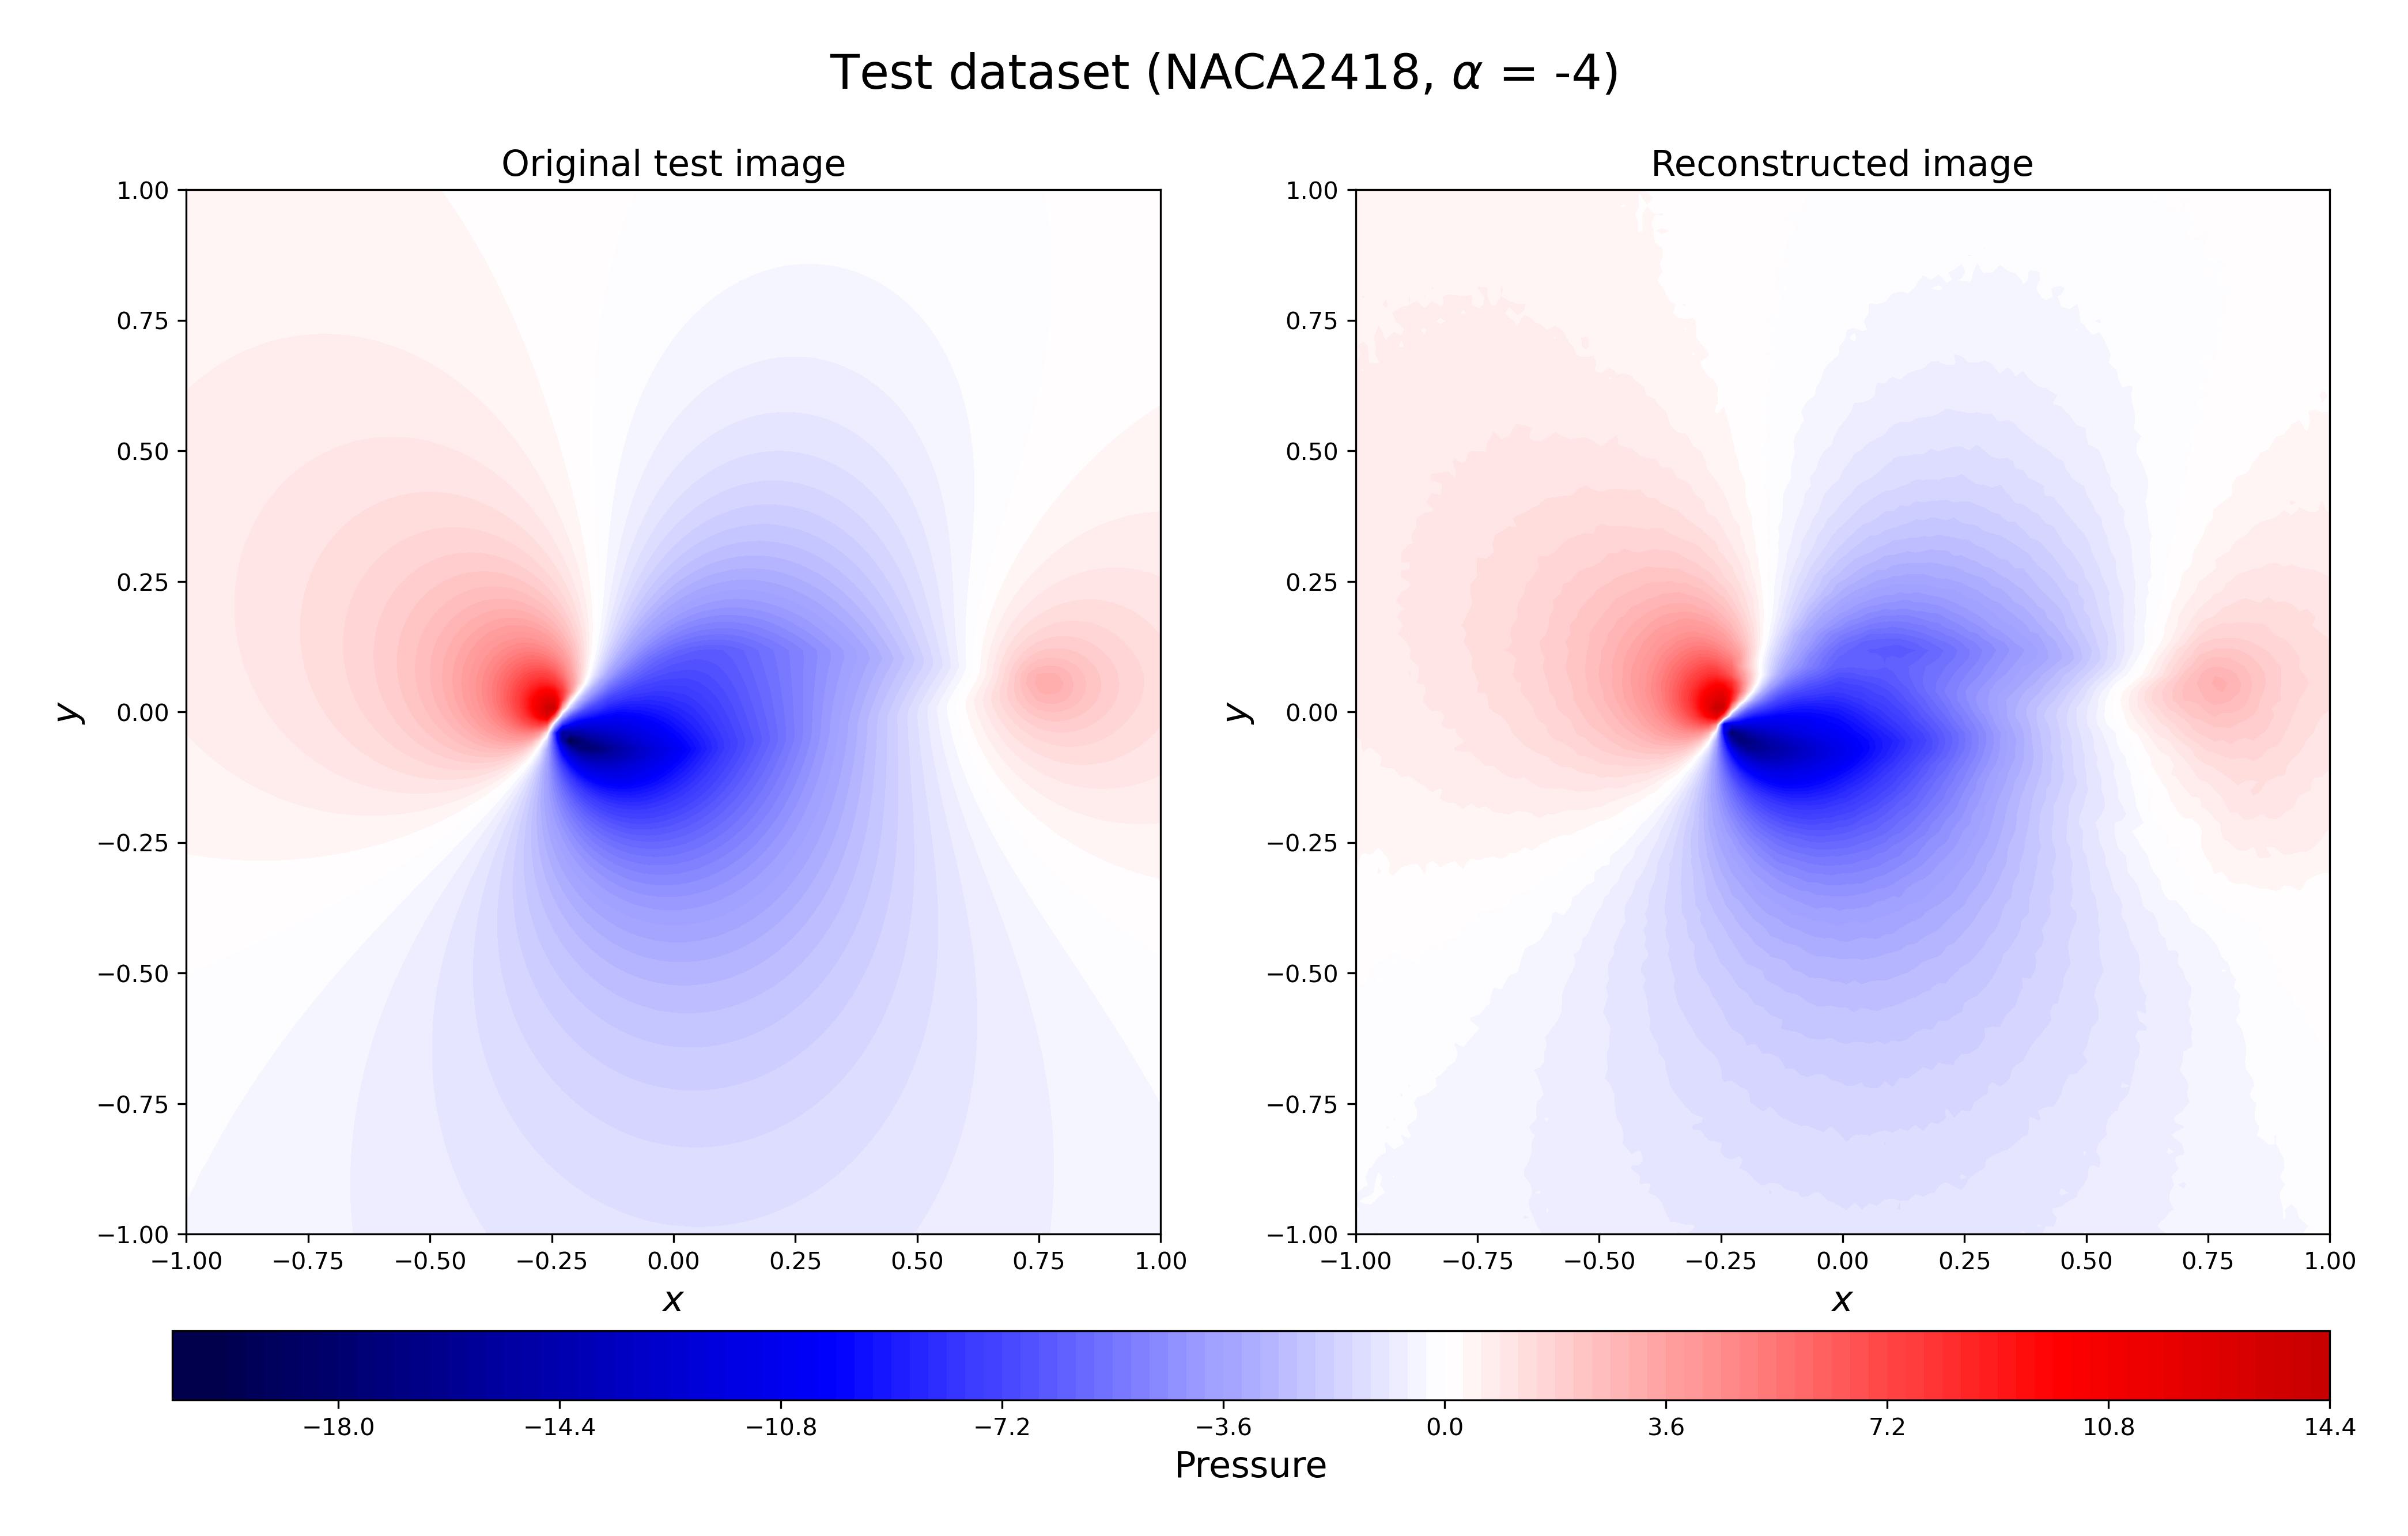 Test dataset (NACA2418, α = -4)
Original test image
Reconstructed image
1.00
0.75
0.50
0.25
0.00
−0.25
−0.50
−0.75
−1.00
y
−1.00 −0.75 −0.50 −0.25 0.00 0.25 0.50 0.75 1.00
x
1.00
0.75
0.50
0.25
0.00
−0.25
−0.50
−0.75
−1.00
y
−1.00 −0.75 −0.50 −0.25 0.00 0.25 0.50 0.75 1.00
x
−18.0 −14.4 −10.8 −7.2 −3.6 0.0 3.6 7.2 10.8 14.4
Pressure